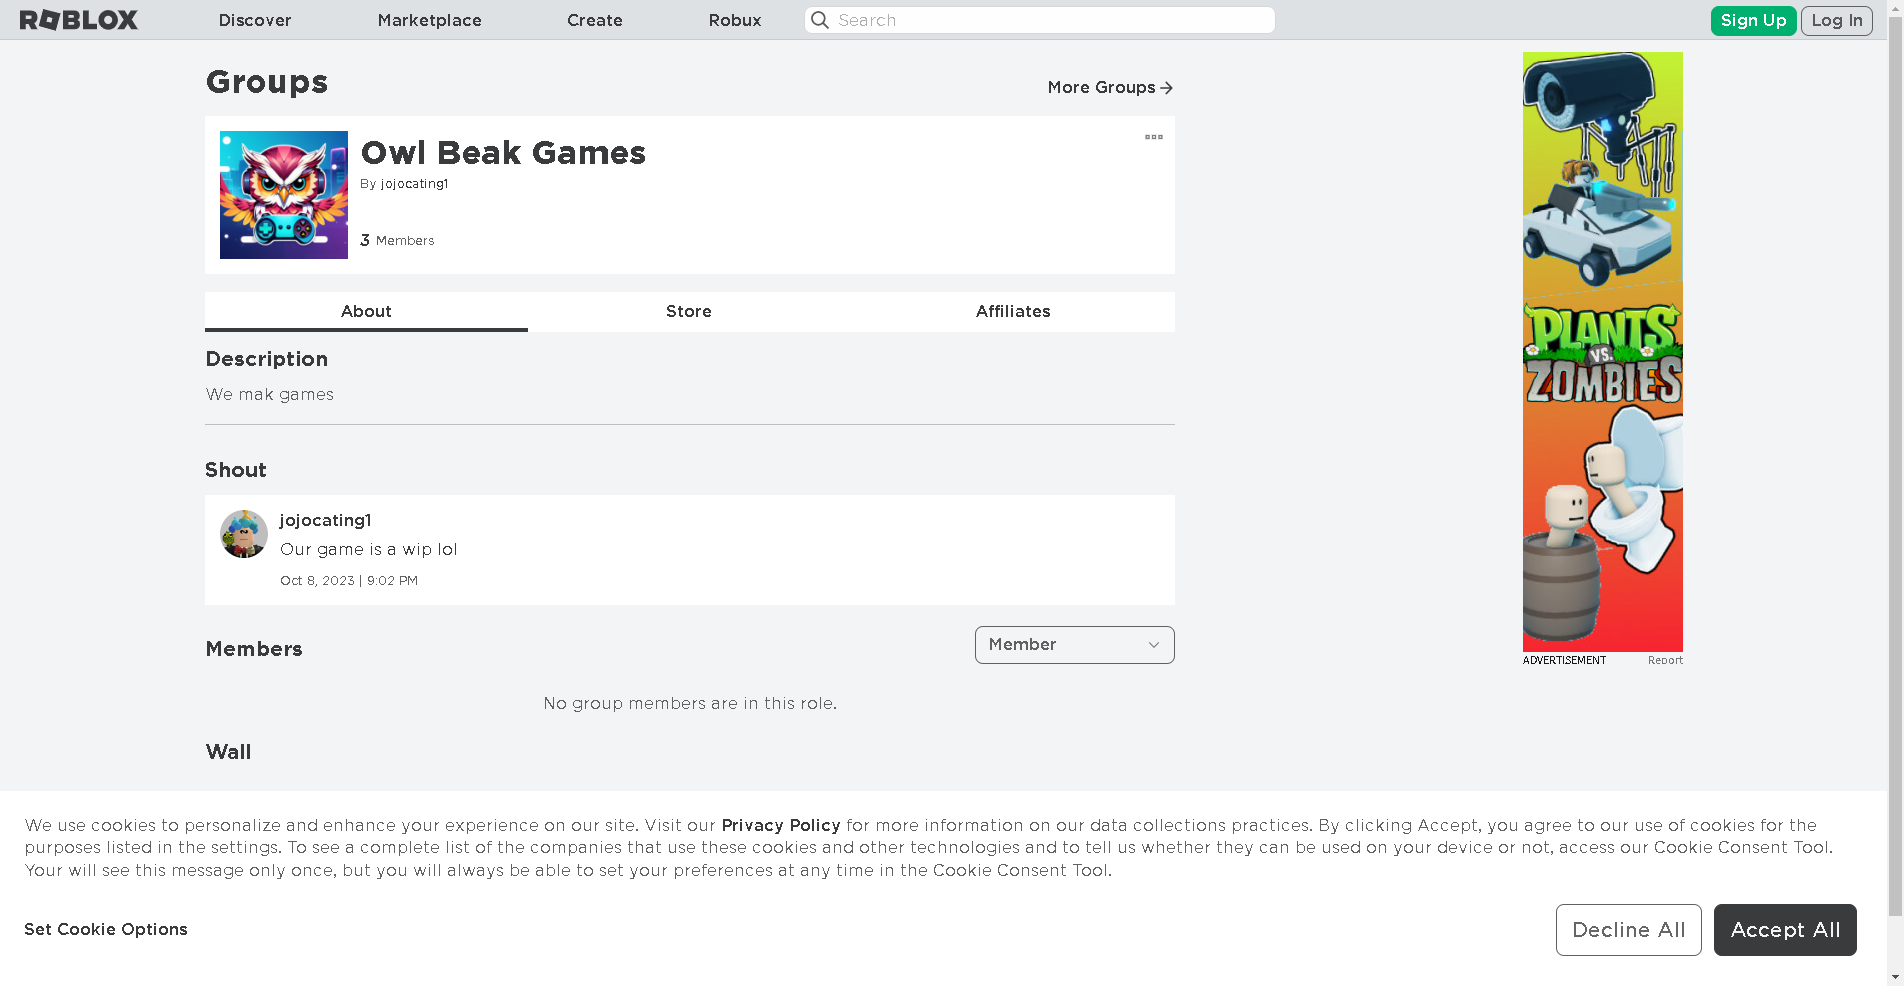 ROBLOX
Discover
Marketplace
Create
Robux
Search
Sign Up
Log In
Groups
More Groups
Owl Beak Games
By jojocating1
3 Members
About
Store
Affiliates
Description
We mak games
Shout
jojocating1
Our game is a wip lol
Oct 8, 2023 | 9:02 PM
Members
Member
No group members are in this role.
Wall
PLANTS
VS.
ZOMBIES
ADVERTISEMENT
Report
We use cookies to personalize and enhance your experience on our site. Visit our Privacy Policy for more information on our data collections practices. By clicking Accept, you agree to our use of cookies for the
purposes listed in the settings. To see a complete list of the companies that use these cookies and other technologies and to tell us whether they can be used on your device or not, access our Cookie Consent Tool.
Your will see this message only once, but you will always be able to set your preferences at any time in the Cookie Consent Tool.
Set Cookie Options
Decline All
Accept All